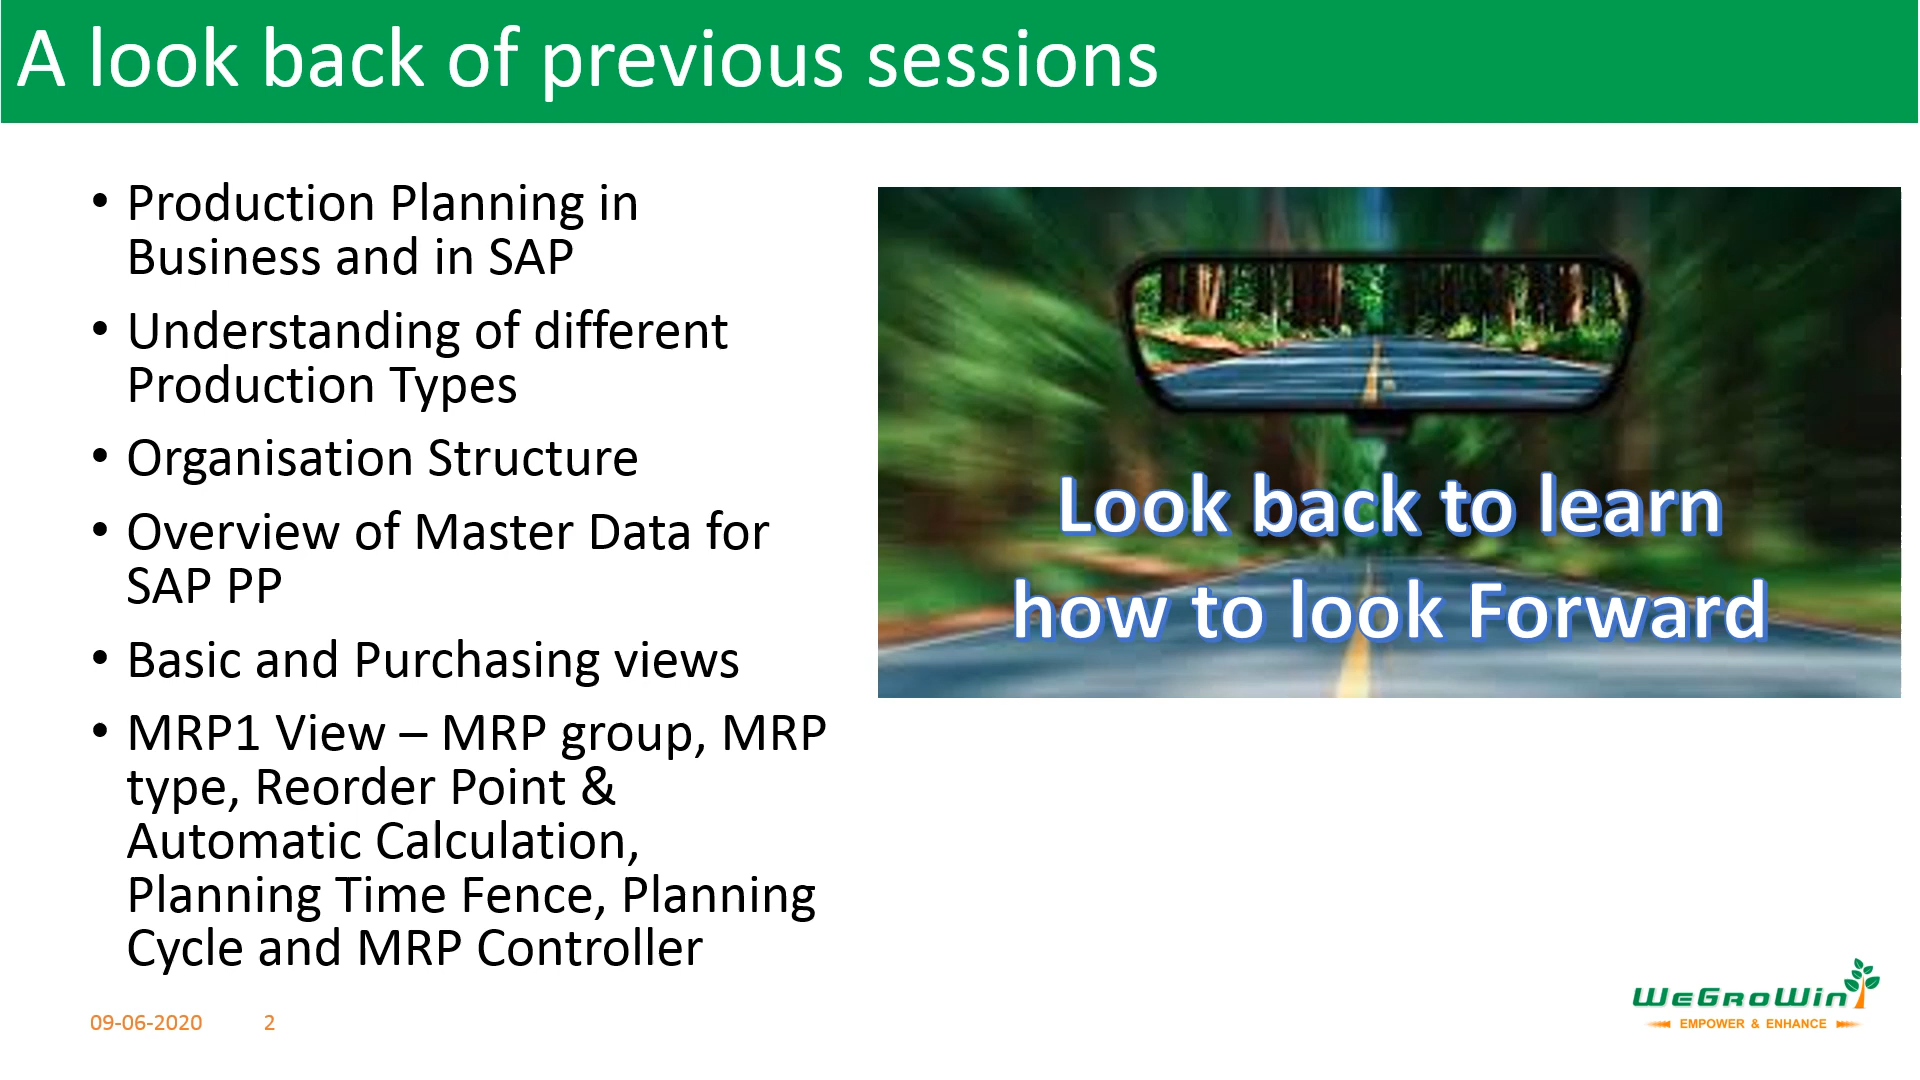 A look back of previous sessions
• Production Planning in
Business and in SAP
• Understanding of different
Production Types
• Organisation Structure
• Overview of Master Data for
SAP PP
• Basic and Purchasing views
• MRP1 View – MRP group, MRP
type, Reorder Point &
Automatic Calculation,
Planning Time Fence, Planning
Cycle and MRP Controller
Look back to learn
how to look Forward
09-06-2020 2
WeGroWin
EMPOWER & ENHANCE